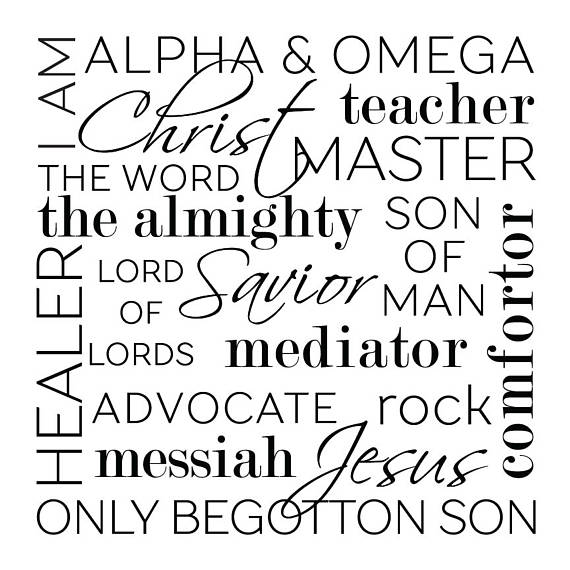 I AM
ALPHA & OMEGA
Christ
teacher
THE WORD
MASTER
the almighty
SON
OF
MAN
HEALER
LORD
OF
LORDS
Savior
comfortor
mediator
ADVOCATE
rock
messiah
Jesus
ONLY BEGOTTON SON